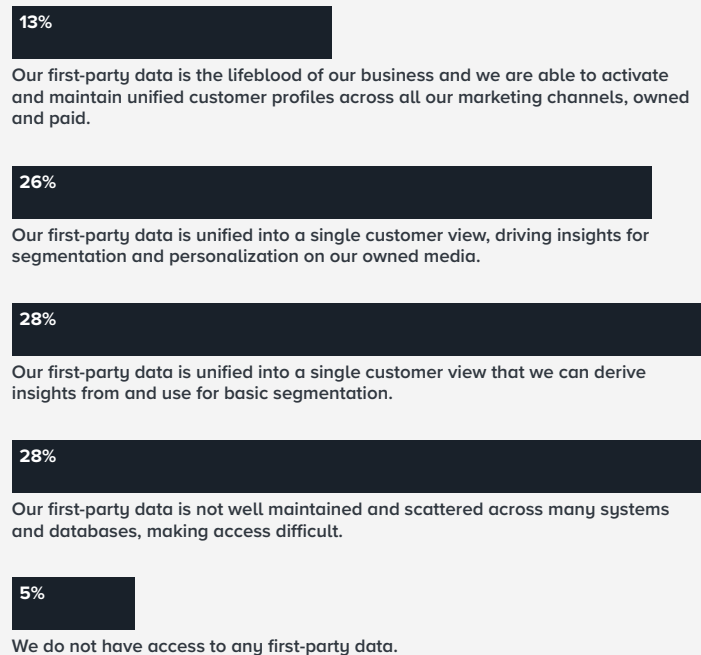 13%
Our first-party data is the lifeblood of our business and we are able to activate
and maintain unified customer profiles across all our marketing channels, owned
and paid.
26%
Our first-party data is unified into a single customer view, driving insights for
segmentation and personalization on our owned media.
28%
Our first-party data is unified into a single customer view that we can derive
insights from and use for basic segmentation.
28%
Our first-party data is not well maintained and scattered across many systems
and databases, making access difficult.
5%
We do not have access to any first-party data.